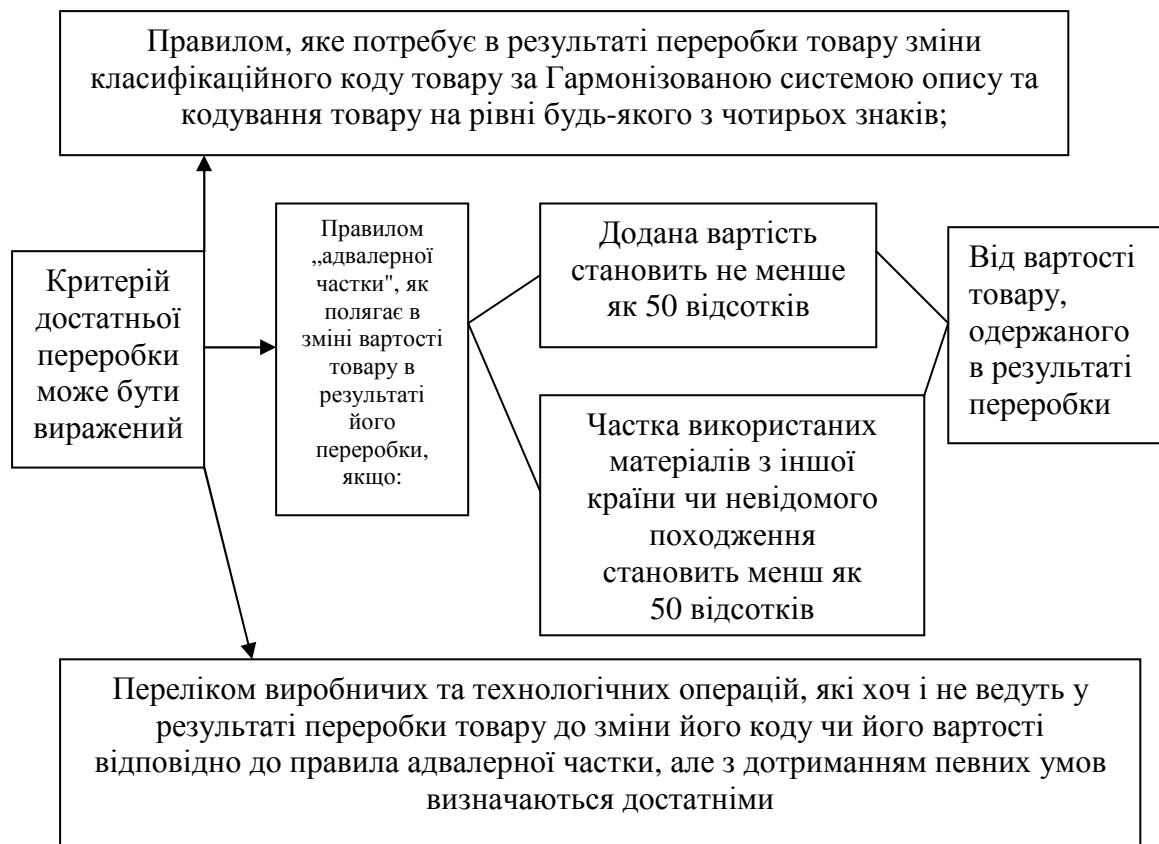 Правилом, яке потребує в результаті переробки товару зміни
класифікаційного коду товару за Гармонізованою системою опису та
кодування товару на рівні будь-якого з чотирьох знаків;
Критерій
достатньої
переробки
може бути
виражений
Правилом
„адвалерної
частки", як
полягає в
зміні вартості
товару в
результаті
його
переробки,
якщо:
Додана вартість
становить не менше
як 50 відсотків
Частка використаних
матеріалів з іншої
країни чи невідомого
походження
становить менш як
50 відсотків
Від вартості
товару,
одержаного
в результаті
переробки
Переліком виробничих та технологічних операцій, які хоч і не ведуть у
результаті переробки товару до зміни його коду чи його вартості
відповідно до правила адвалерної частки, але з дотриманням певних умов
визначаються достатніми